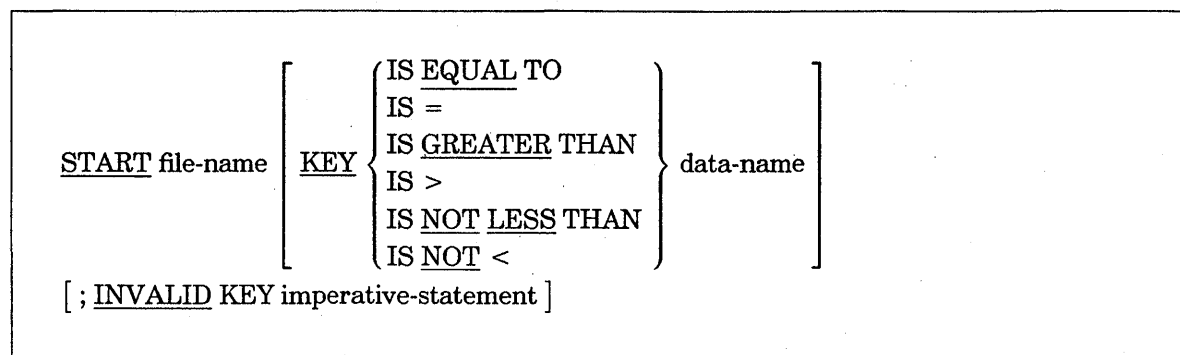 IS EQUAL TO
IS =
IS GREATER THAN
START file-name [ KEY { IS > } data-name ]
IS NOT LESS THAN
IS NOT <
[ ; INVALID KEY imperative-statement ]